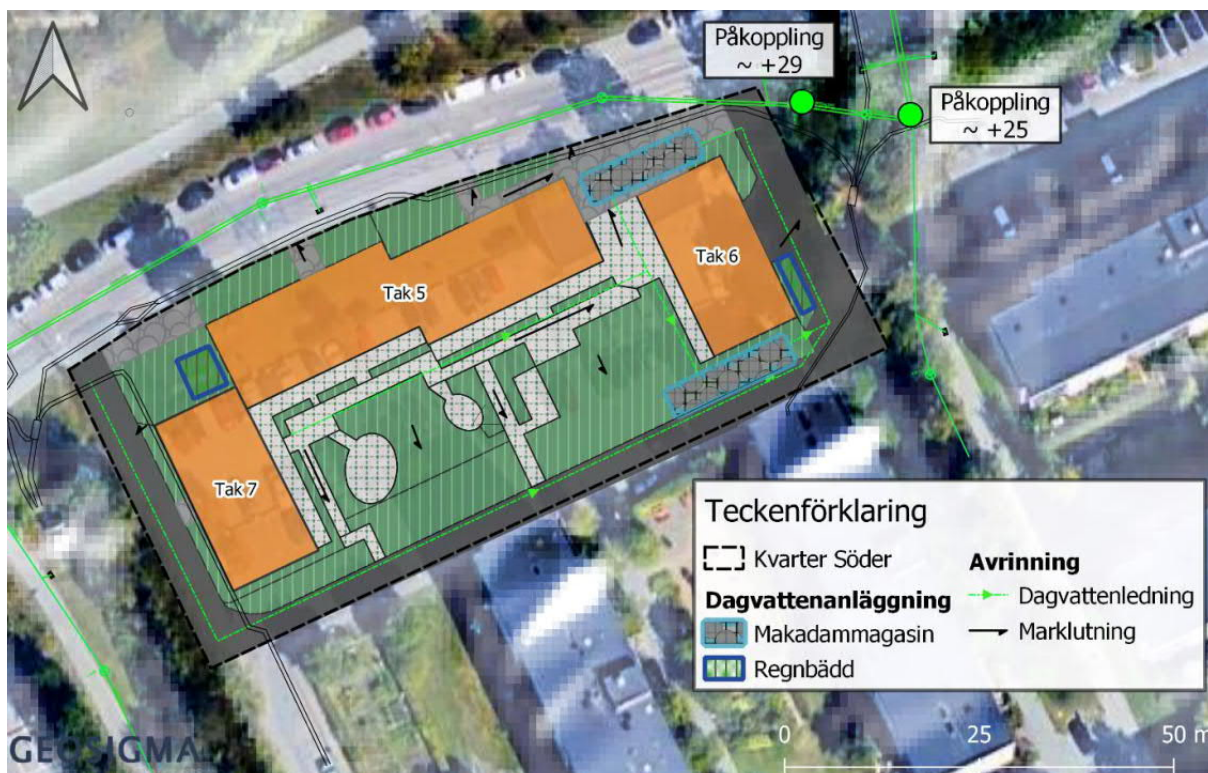 Påkoppling
~ +29
Påkoppling
~ +25
Tak 5
Tak 6
Tak 7
Teckenförklaring
Kvarter Söder
Dagvattenanläggning
Makadammagasin
Regnbädd
Avrinning
Dagvattenledning
Marklutning
GEOSIGMA
0 25 50 m